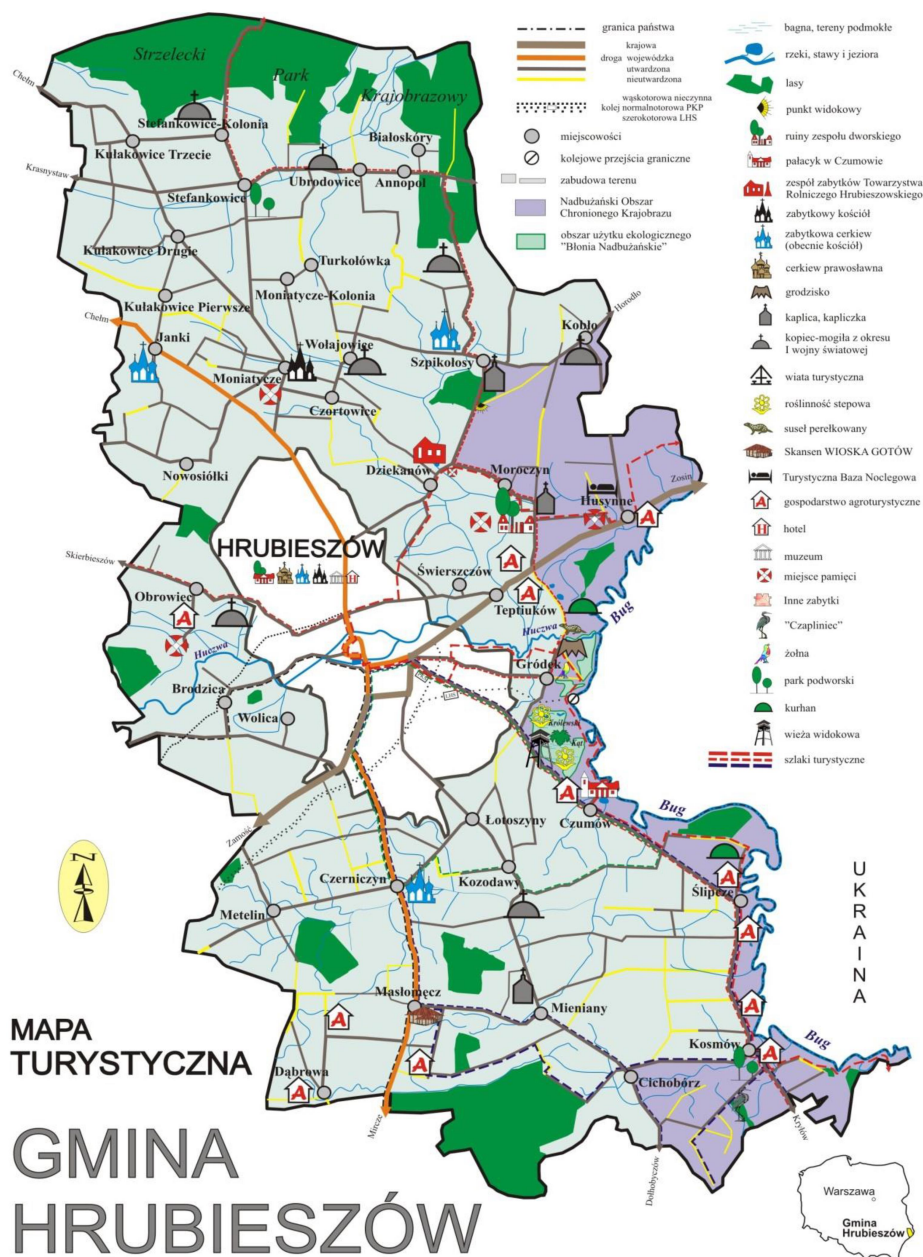 granica państwa
krajowa
droga wojewódzka
utwardzona
nieutwardzona
wąskotorowa nieczynna
kolej normalnotorowa PKP
szerokotorowa LHS
miejscowości
kolejowe przejścia graniczne
zabudowa terenu
Nadbużański Obszar
Chronionego Krajobrazu
obszar użytku ekologicznego
"Błonia Nadbużańskie"
bagna, tereny podmokłe
rzeki, stawy i jeziora
lasy
punkt widokowy
ruiny zespołu dworskiego
pałacyk w Czumowie
zespół zabytków Towarzystwa
Rolniczego Hrubieszowskiego
zabytkowy kościół
zabytkowa cerkiew
(obecnie kościół)
cerkiew prawosławna
grodzisko
kaplica, kapliczka
kopiec-mogiła z okresu
I wojny światowej
wiata turystyczna
roślinność stepowa
suseł perełkowany
Skansen WIOSKA GOTÓW
Turystyczna Baza Noclegowa
gospodarstwo agroturystyczne
hotel
muzeum
miejsce pamięci
Inne zabytki
"Czapliniec"
żołna
park podworski
kurhan
wieża widokowa
szlaki turystyczne
Strzelecki
Park
Krajobrazowy
Chełm
Stefankowice-Kolonia
Białoskóry
Kułakowice Trzecie
Krasnystaw
Ubrodowice
Annopol
Stefankowice
Kułakowice Drugie
Turkołówka
Moniatycze-Kolonia
Kułakowice Pierwsze
Horodło
Chełm
Janki
Wołajowice
Kobło
Szpikołosy
Moniatycze
Czortowice
Nowosiółki
Dziekanów
Moroczyn
Husynne
Zosin
HRUBIESZÓW
Skierbieszów
Świerszczów
Obrowiec
Teptiuków
Bug
Huczwa
Huczwa
Gródek
Brodzica
LHS
Wolica
Królewski
Kąt
Czumów
Bug
Zamość
Łotoszyny
Czerniczyn
Kozodawy
Ślipcze
Metelin
UKRAINA
Masłomęcz
Mieniany
Kosmów
Bug
MAPA
TURYSTYCZNA
Dąbrowa
Cichobórz
Mircze
Kryłów
Dołhobyczów
GMINA
HRUBIESZÓW
Warszawa
Gmina
Hrubieszów
N